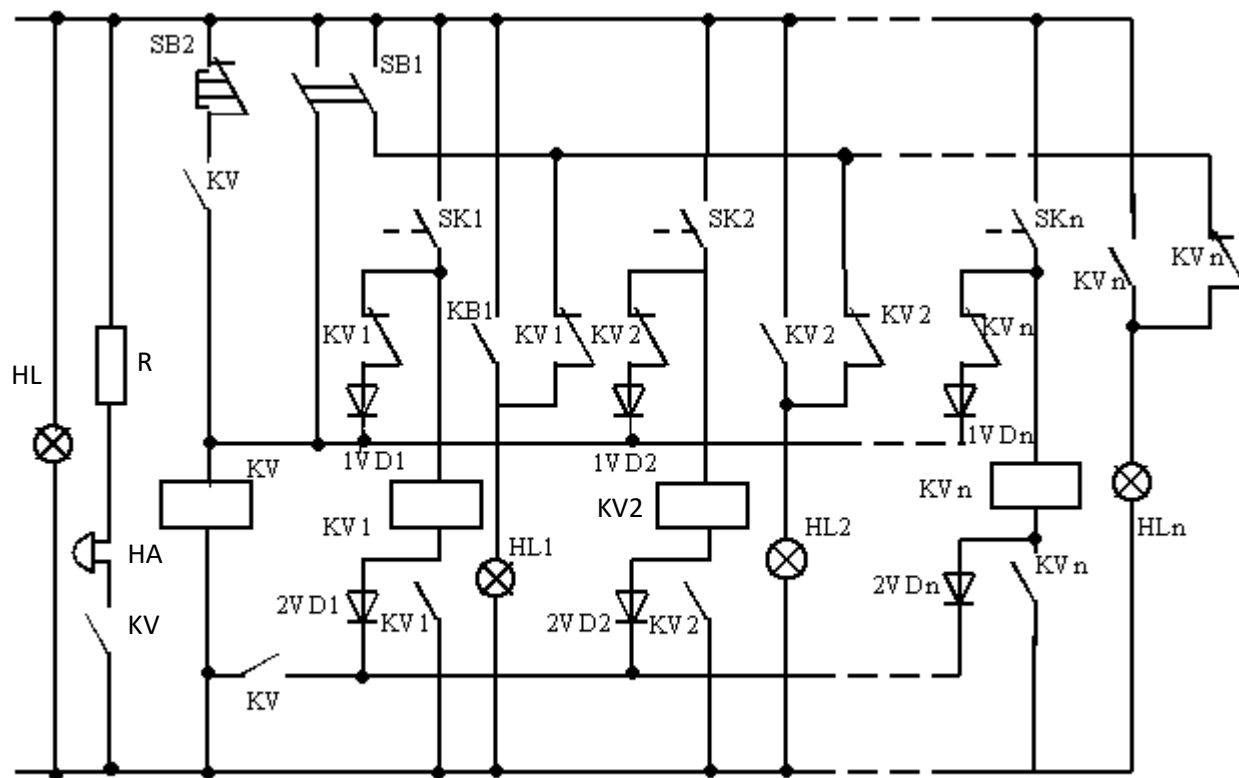 SB2
SB1
KV
SK1
SK2
SKn
KVn
KVn
KV1
KB1
KV1
KV2
KV2
KV2
KVn
HL
R
1VD1
1VD2
1VDn
KV
KV1
KV2
KVn
HLn
HA
HL1
HL2
KV
2VD1
KV1
2VD2
KV2
2VDn
KVn
KV